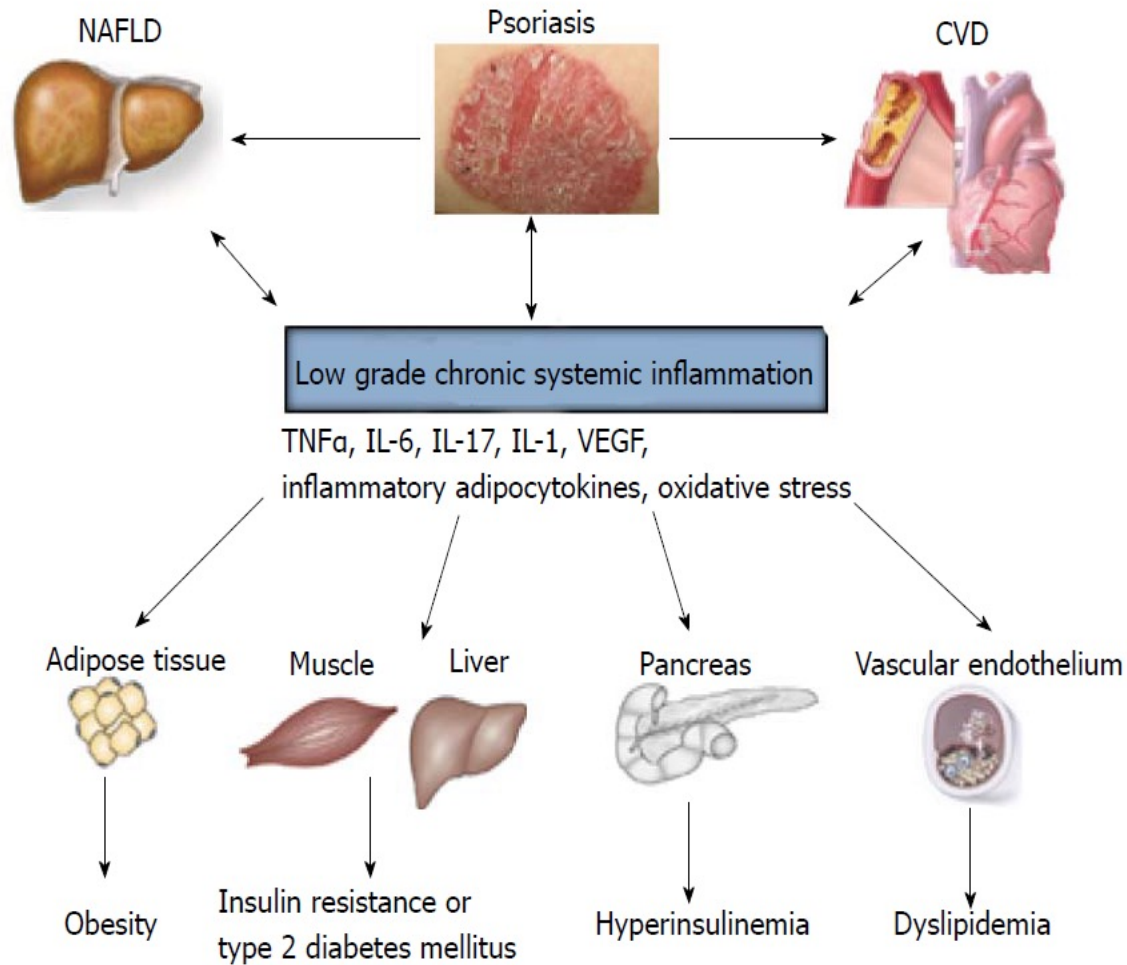 NAFLD
Psoriasis
CVD
Low grade chronic systemic inflammation
TNFα, IL-6, IL-17, IL-1, VEGF,
inflammatory adipocytokines, oxidative stress
Adipose tissue
Muscle
Liver
Pancreas
Vascular endothelium
Obesity
Insulin resistance or
type 2 diabetes mellitus
Hyperinsulinemia
Dyslipidemia